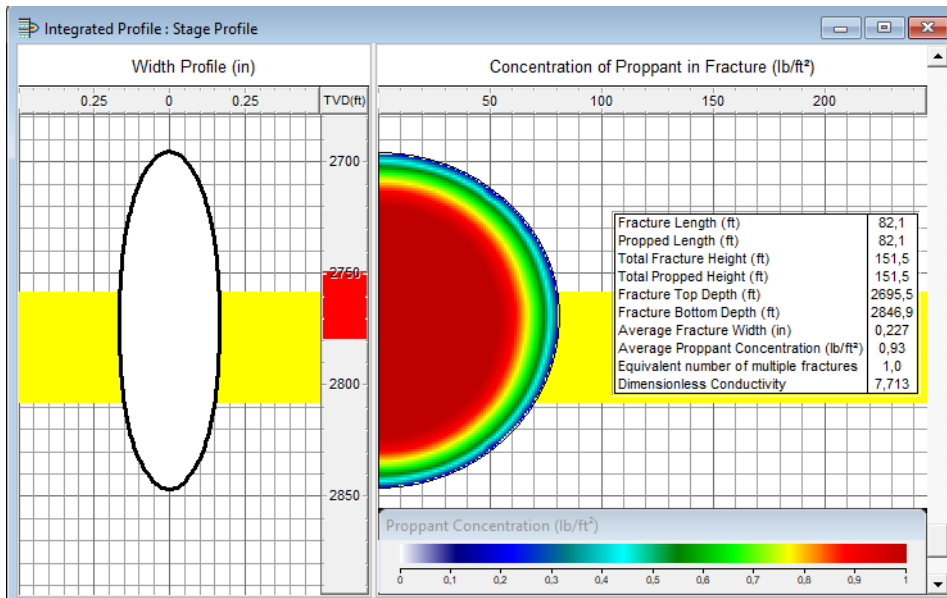 Integrated Profile : Stage Profile
Width Profile (in)
Concentration of Proppant in Fracture (lb/ft²)
0.25 0 0.25 TVD(ft)
50 100 150 200
2700
2750
2800
2850
Fracture Length (ft) 82,1
Propped Length (ft) 82,1
Total Fracture Height (ft) 151,5
Total Propped Height (ft) 151,5
Fracture Top Depth (ft) 2695,5
Fracture Bottom Depth (ft) 2846,9
Average Fracture Width (in) 0,227
Average Proppant Concentration (lb/ft²) 0,93
Equivalent number of multiple fractures 1,0
Dimensionless Conductivity 7,713
Proppant Concentration (lb/ft²)
0 0,1 0,2 0,3 0,4 0,5 0,6 0,7 0,8 0,9 1